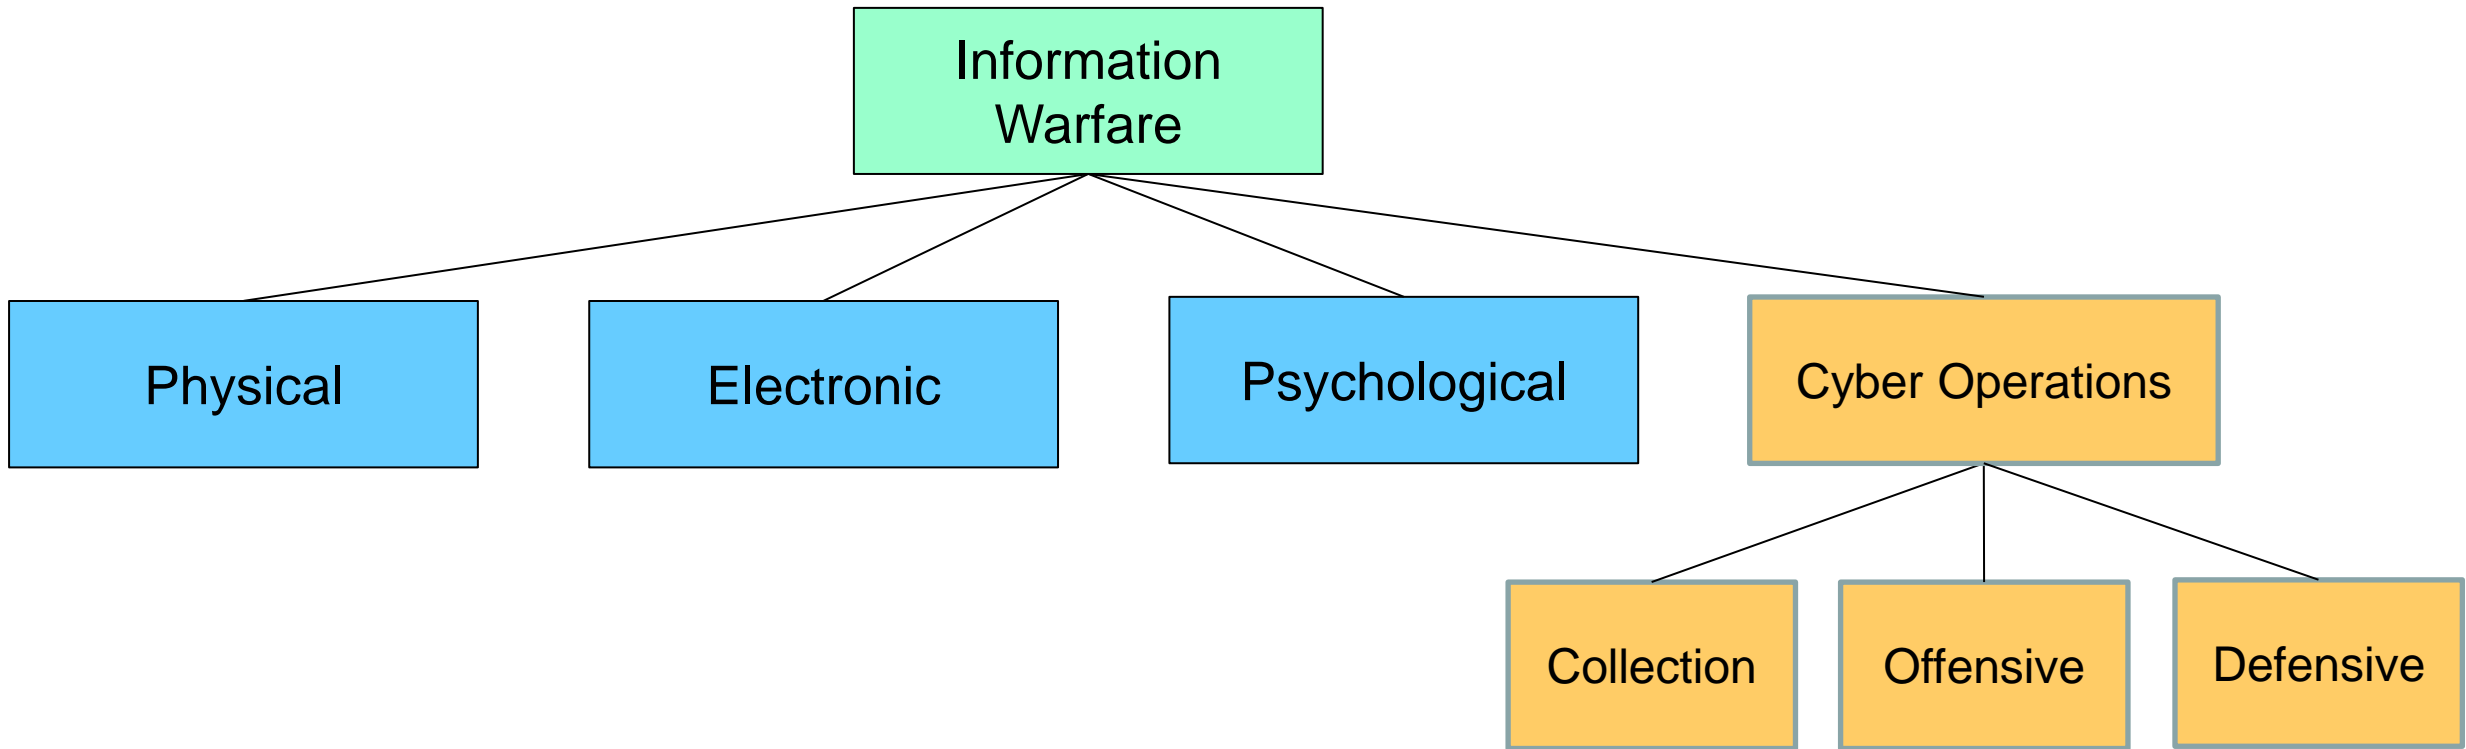 Information
Warfare
Physical
Electronic
Psychological
Cyber Operations
Collection
Offensive
Defensive